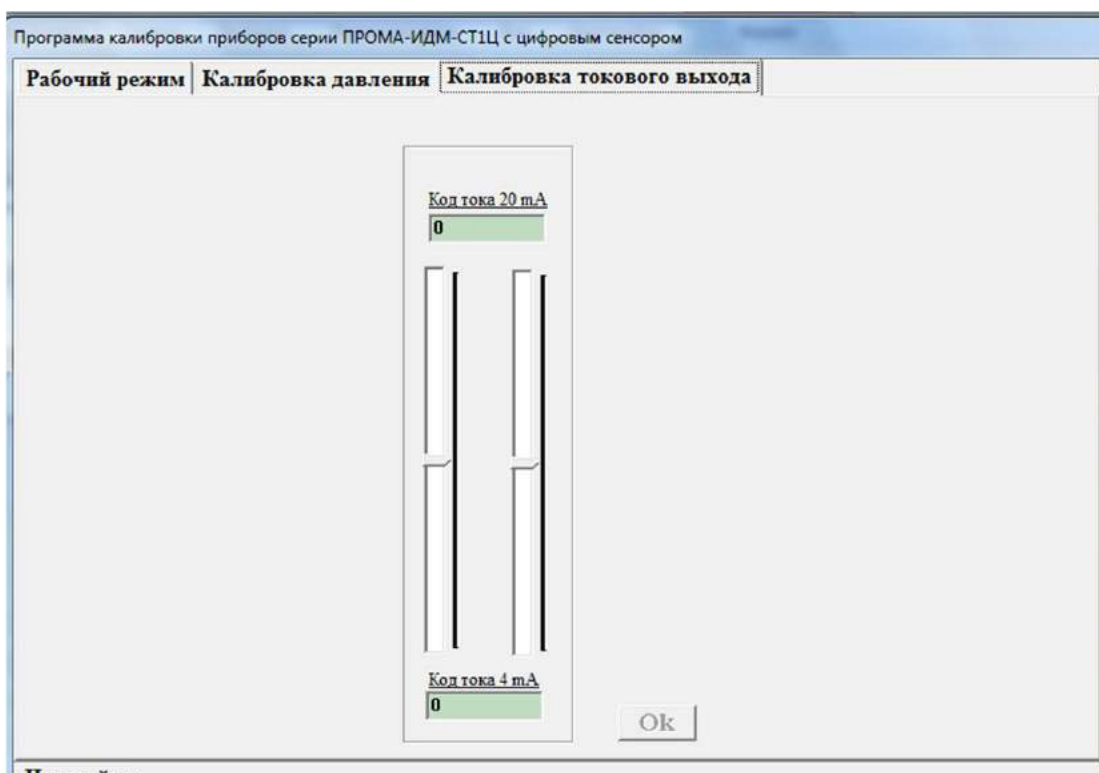 Программа калибровки приборов серии ПРОМА-ИДМ-СТ1Ц с цифровым сенсором
Рабочий режим Калибровка давления Калибровка токового выхода
Код тока 20 mA
0
Код тока 4 mA
0
Ok